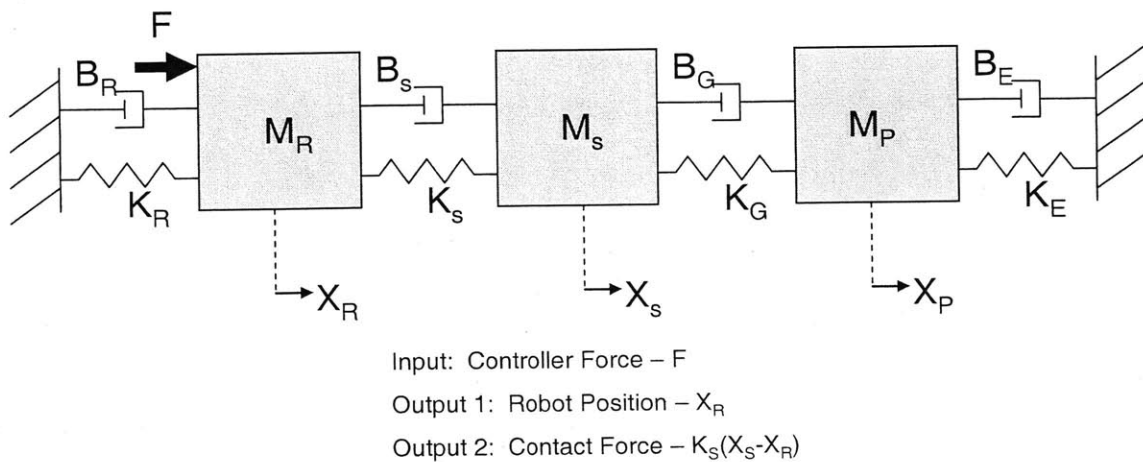 F
B_R
B_s
B_G
B_E
M_R
M_s
M_P
K_R
K_s
K_G
K_E
X_R
X_s
X_P
Input: Controller Force – F
Output 1: Robot Position – X_R
Output 2: Contact Force – K_S(X_S-X_R)